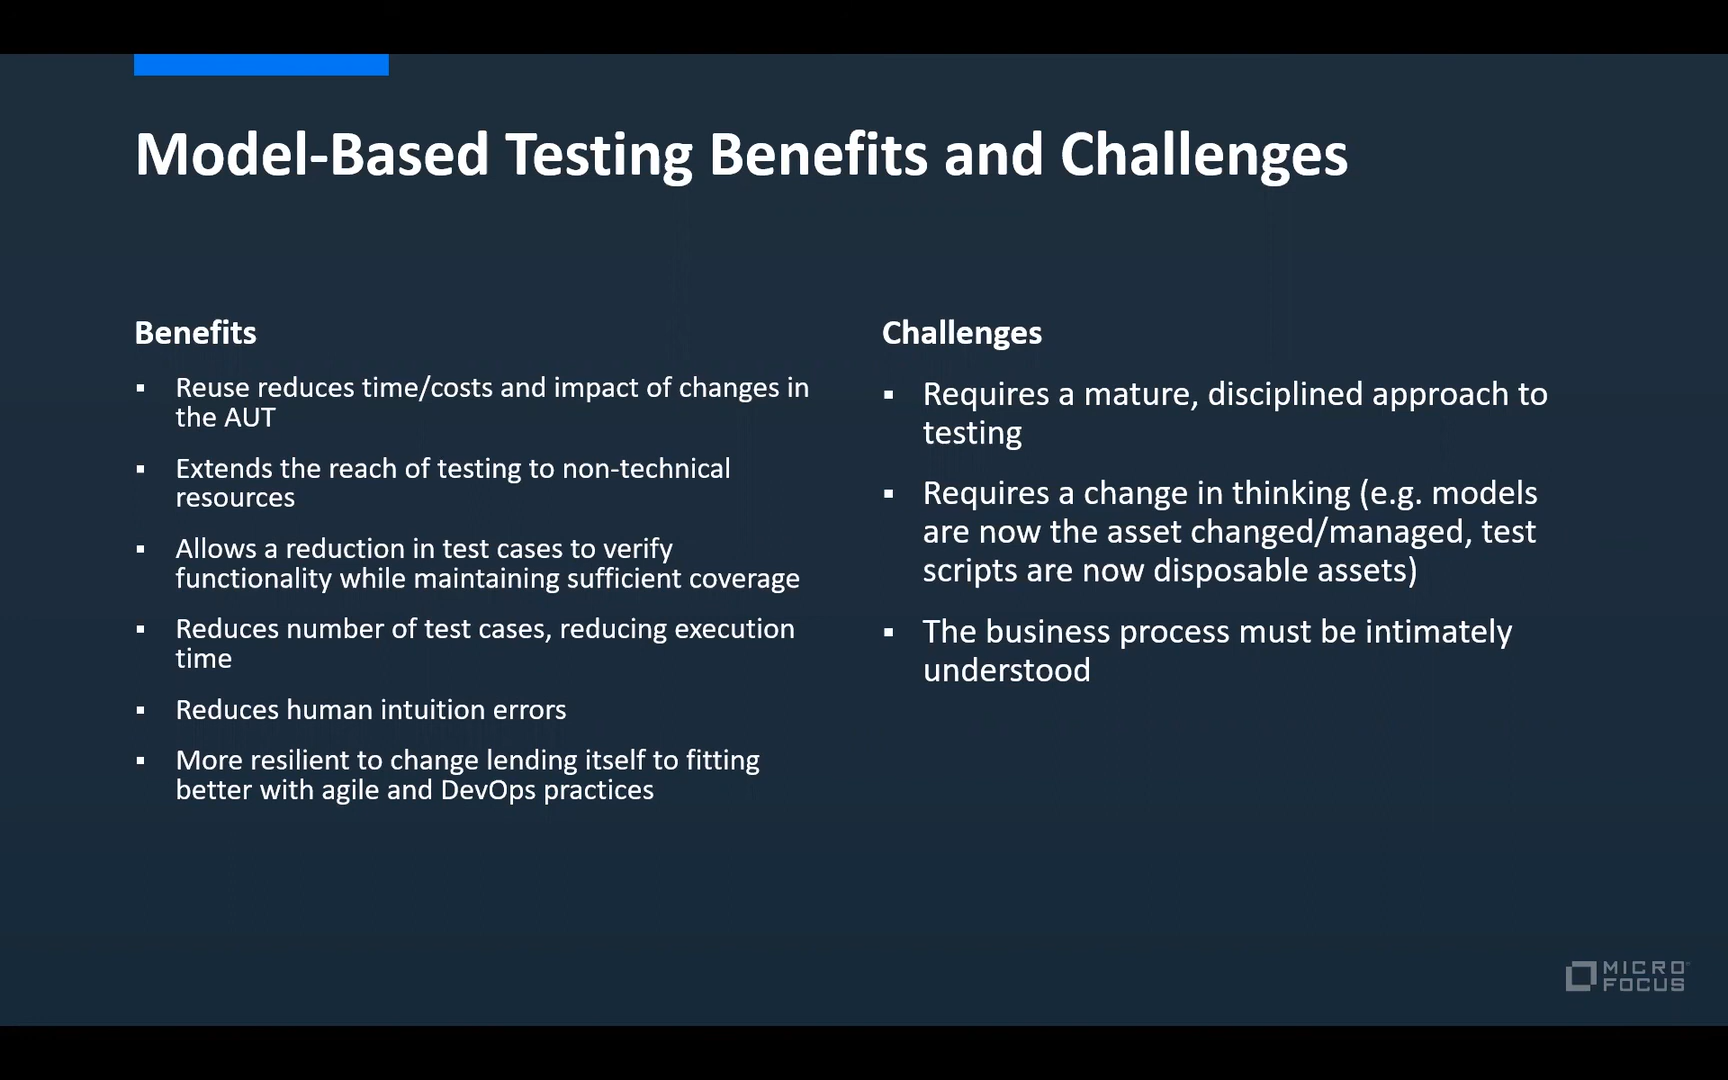 Model-Based Testing Benefits and Challenges
Benefits
▪ Reuse reduces time/costs and impact of changes in
the AUT
▪ Extends the reach of testing to non-technical
resources
▪ Allows a reduction in test cases to verify
functionality while maintaining sufficient coverage
▪ Reduces number of test cases, reducing execution
time
▪ Reduces human intuition errors
▪ More resilient to change lending itself to fitting
better with agile and DevOps practices
Challenges
▪ Requires a mature, disciplined approach to
testing
▪ Requires a change in thinking (e.g. models
are now the asset changed/managed, test
scripts are now disposable assets)
▪ The business process must be intimately
understood
MICRO
FOCUS